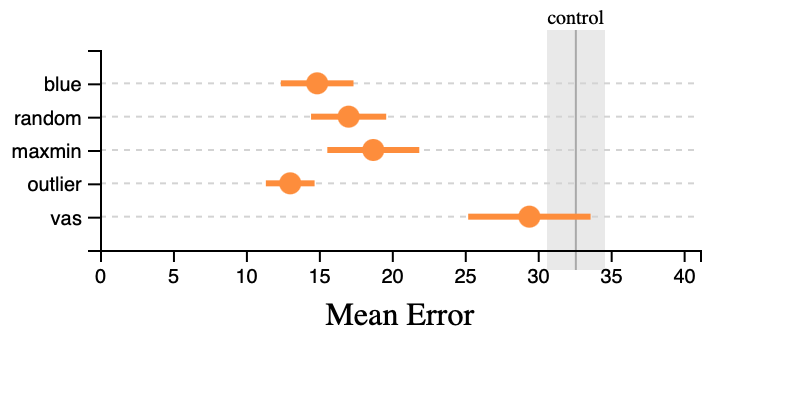 control
blue
random
maxmin
outlier
vas
0 5 10 15 20 25 30 35 40
Mean Error